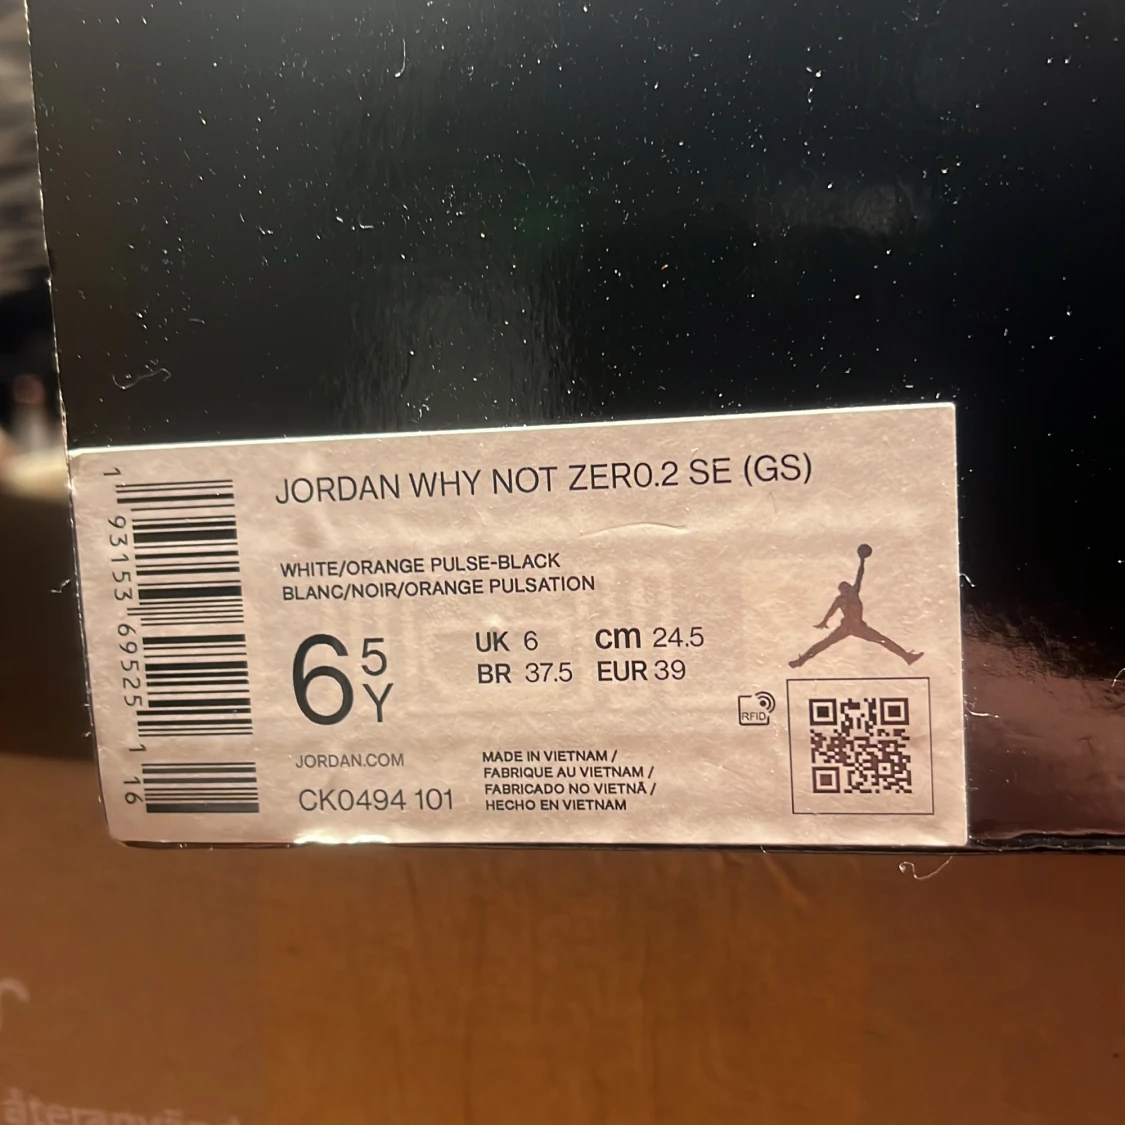 JORDAN WHY NOT ZER0.2 SE (GS)
WHITE/ORANGE PULSE-BLACK
BLANC/NOIR/ORANGE PULSATION
6 5 Y
UK 6 cm 24.5
BR 37.5 EUR 39
RFID
JORDAN.COM
CK0494 101
MADE IN VIETNAM /
FABRIQUE AU VIETNAM /
FABRICADO NO VIETNÃ /
HECHO EN VIETNAM
1 93153 69525 1 16